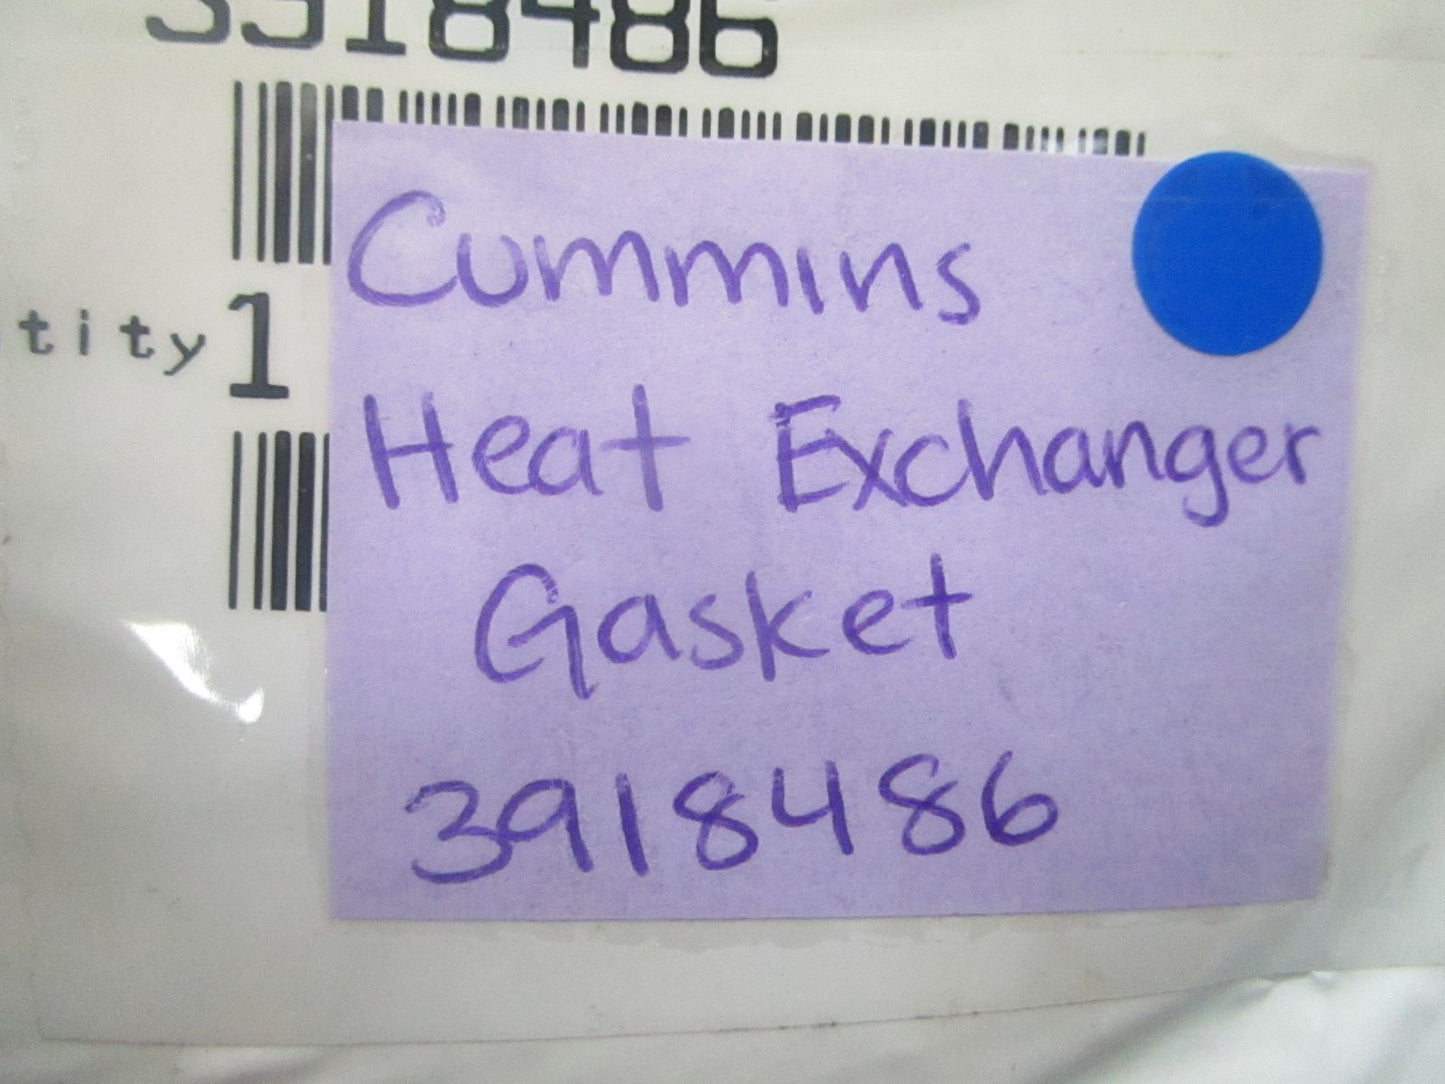 3918486
tity 1
Cummins
Heat Exchanger
Gasket
3918486